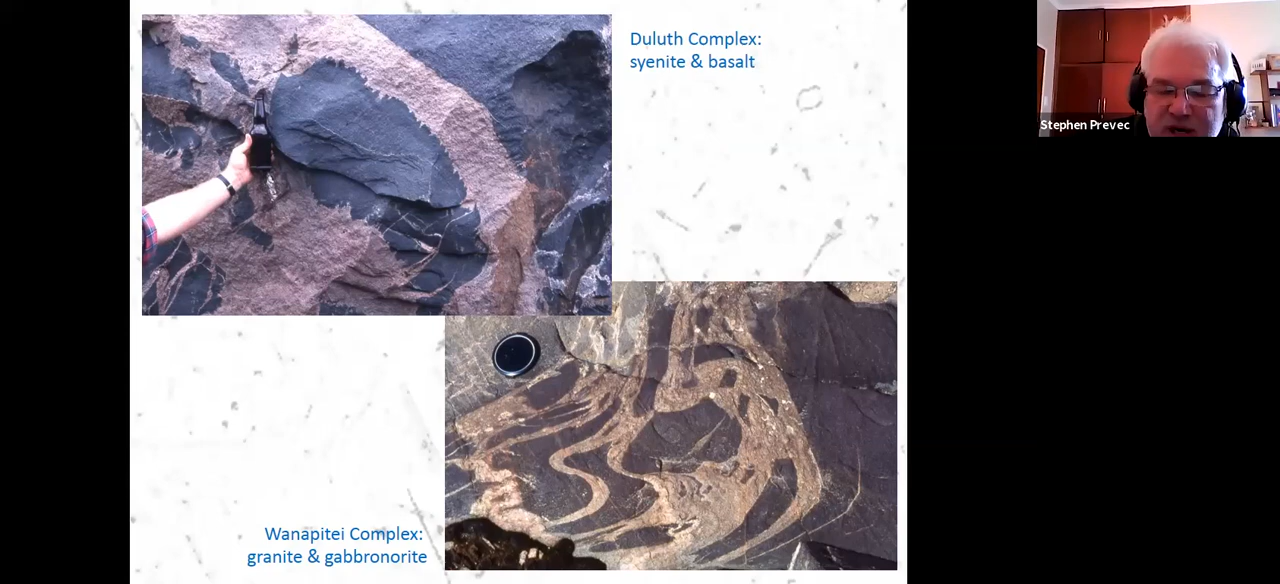 Duluth Complex:
syenite & basalt
Stephen Prevec
Wanapitei Complex:
granite & gabbronorite